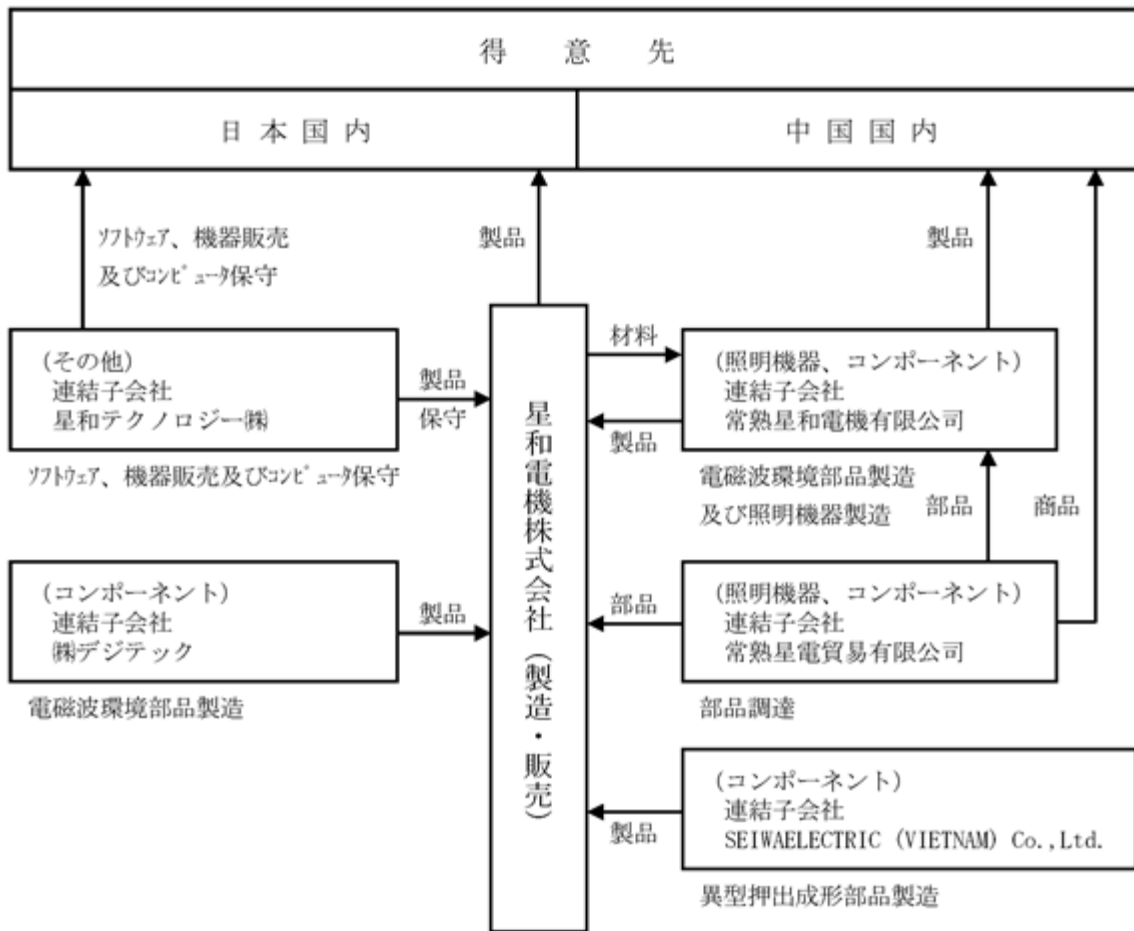 得意先
日本国内
中国国内
ソフトウェア、機器販売
及びコンピュータ保守
製品
製品
(その他)
連結子会社
星和テクノロジー㈱
製品
保守
ソフトウェア、機器販売及びコンピュータ保守
(コンポーネント)
連結子会社
㈱デジテック
製品
電磁波環境部品製造
星和電機株式会社(製造・販売)
材料
製品
(照明機器、コンポーネント)
連結子会社
常熟星和電機有限公司
電磁波環境部品製造
及び照明機器製造
部品
商品
部品
(照明機器、コンポーネント)
連結子会社
常熟星電貿易有限公司
部品調達
製品
(コンポーネント)
連結子会社
SEIWAELECTRIC (VIETNAM) Co.,Ltd.
異型押出成形部品製造